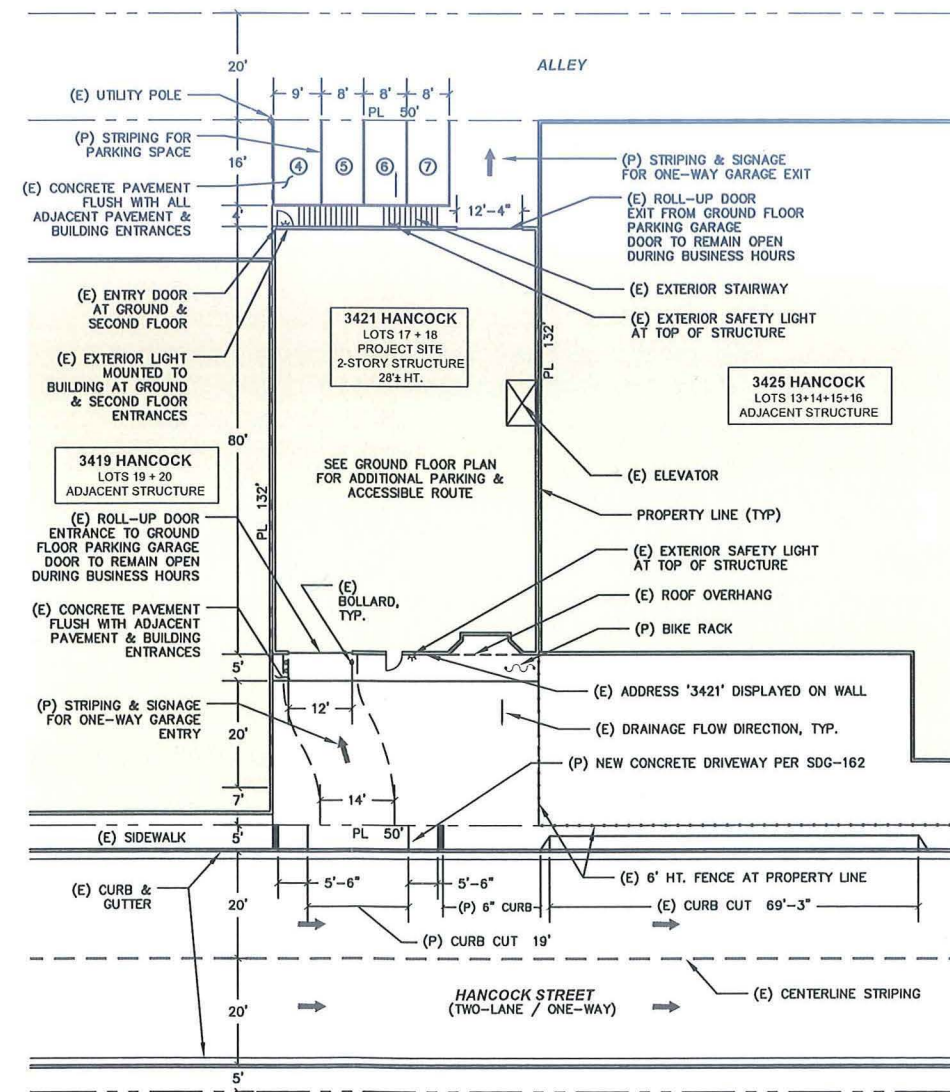 ALLEY
20'
(E) UTILITY POLE
9' 8' 8' 8'
PL 50'
(P) STRIPING FOR
PARKING SPACE
16'
4 5 6 7
(P) STRIPING & SIGNAGE
FOR ONE-WAY GARAGE EXIT
(E) CONCRETE PAVEMENT
FLUSH WITH ALL
ADJACENT PAVEMENT &
BUILDING ENTRANCES
4'
12'-4"
(E) ROLL-UP DOOR
EXIT FROM GROUND FLOOR
PARKING GARAGE
DOOR TO REMAIN OPEN
DURING BUSINESS HOURS
(E) ENTRY DOOR
AT GROUND &
SECOND FLOOR
(E) EXTERIOR STAIRWAY
(E) EXTERIOR SAFETY LIGHT
AT TOP OF STRUCTURE
3421 HANCOCK
LOTS 17 + 18
PROJECT SITE
2-STORY STRUCTURE
28'± HT.
PL 132'
(E) EXTERIOR LIGHT
MOUNTED TO
BUILDING AT GROUND
& SECOND FLOOR
ENTRANCES
3425 HANCOCK
LOTS 13+14+15+16
ADJACENT STRUCTURE
80'
3419 HANCOCK
LOTS 19 + 20
ADJACENT STRUCTURE
SEE GROUND FLOOR PLAN
FOR ADDITIONAL PARKING &
ACCESSIBLE ROUTE
(E) ELEVATOR
PL 132'
PROPERTY LINE (TYP)
(E) ROLL-UP DOOR
ENTRANCE TO GROUND
FLOOR PARKING GARAGE
DOOR TO REMAIN OPEN
DURING BUSINESS HOURS
(E) EXTERIOR SAFETY LIGHT
AT TOP OF STRUCTURE
(E)
BOLLARD,
TYP.
(E) ROOF OVERHANG
(E) CONCRETE PAVEMENT
FLUSH WITH ADJACENT
PAVEMENT & BUILDING
ENTRANCES
(P) BIKE RACK
5'
(E) ADDRESS '3421' DISPLAYED ON WALL
(P) STRIPING & SIGNAGE
FOR ONE-WAY GARAGE
ENTRY
12'
20'
(E) DRAINAGE FLOW DIRECTION, TYP.
(P) NEW CONCRETE DRIVEWAY PER SDG-162
7'
14'
(E) SIDEWALK
5'
PL 50'
(E) CURB &
GUTTER
5'-6" 5'-6"
(E) 6' HT. FENCE AT PROPERTY LINE
20'
(P) 6" CURB
(E) CURB CUT 69'-3"
(P) CURB CUT 19'
HANCOCK STREET
(TWO-LANE / ONE-WAY)
(E) CENTERLINE STRIPING
20'
5'